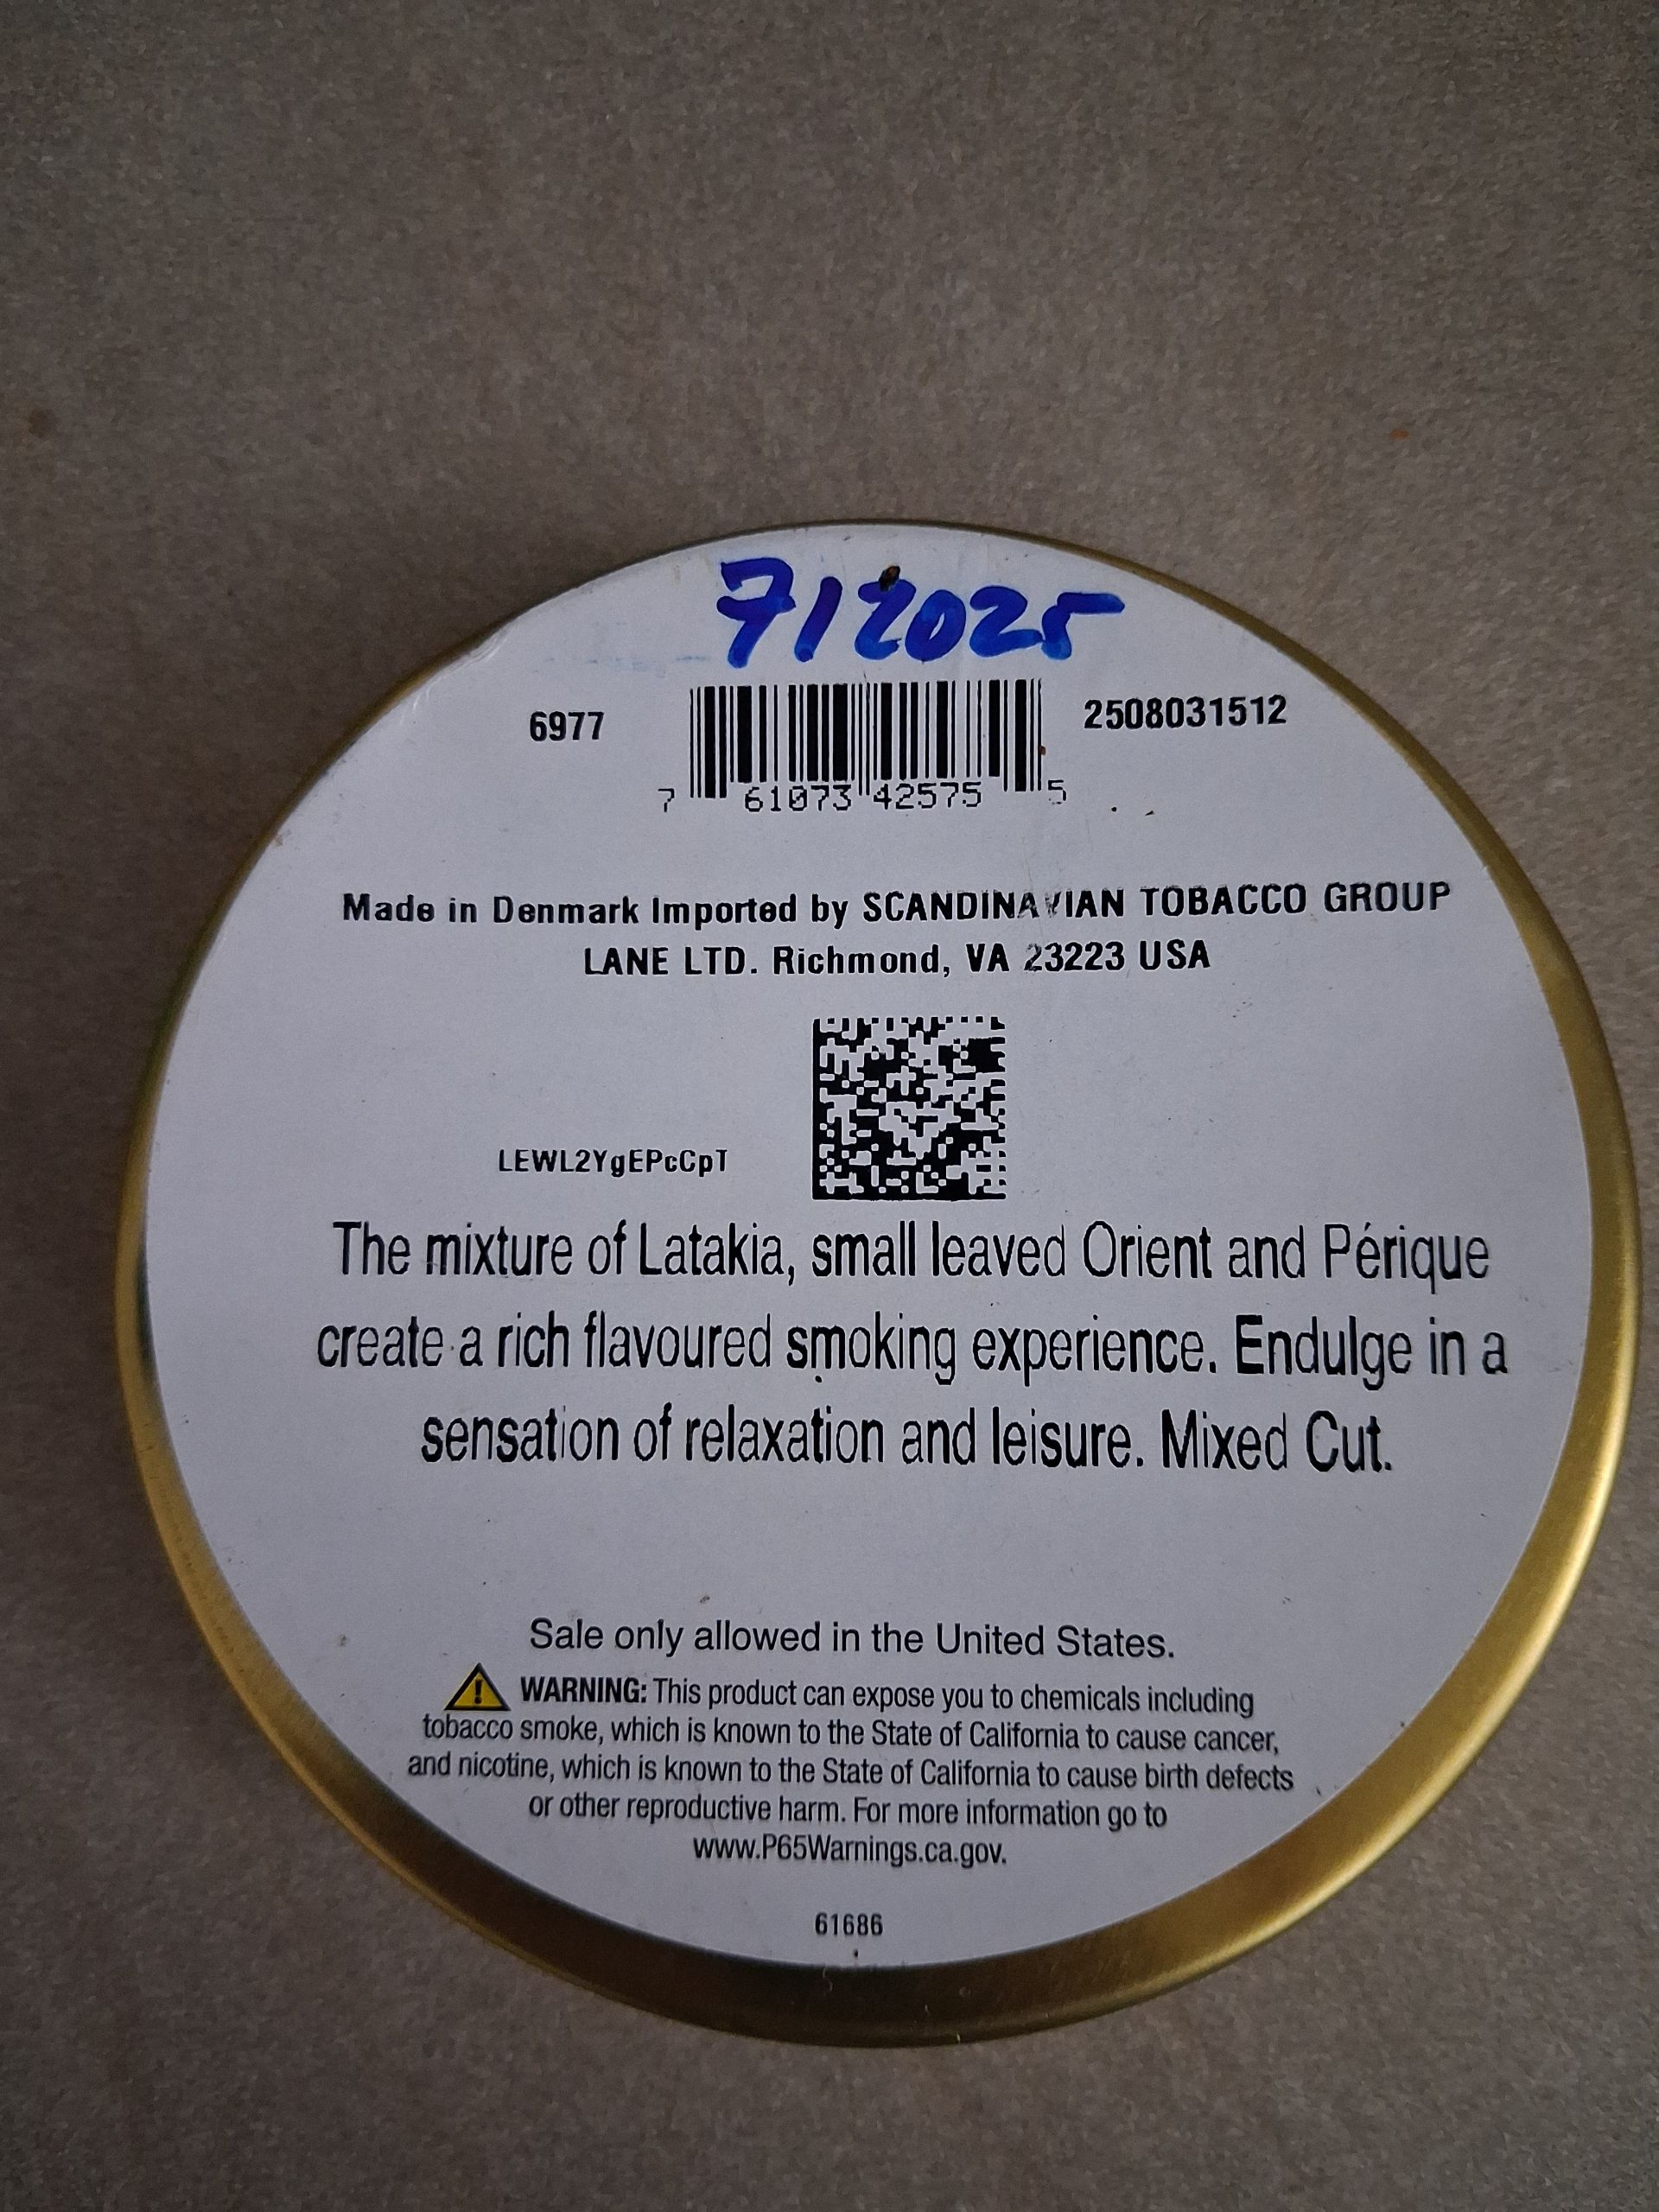 7/2025
6977
2508031512
7 61073 42575 5
Made in Denmark Imported by SCANDINAVIAN TOBACCO GROUP
LANE LTD. Richmond, VA 23223 USA
LEWL2YgEPcCpT
The mixture of Latakia, small leaved Orient and Périque
create a rich flavoured smoking experience. Endulge in a
sensation of relaxation and leisure. Mixed Cut.
Sale only allowed in the United States.
WARNING: This product can expose you to chemicals including
tobacco smoke, which is known to the State of California to cause cancer,
and nicotine, which is known to the State of California to cause birth defects
or other reproductive harm. For more information go to
www.P65Warnings.ca.gov.
61686